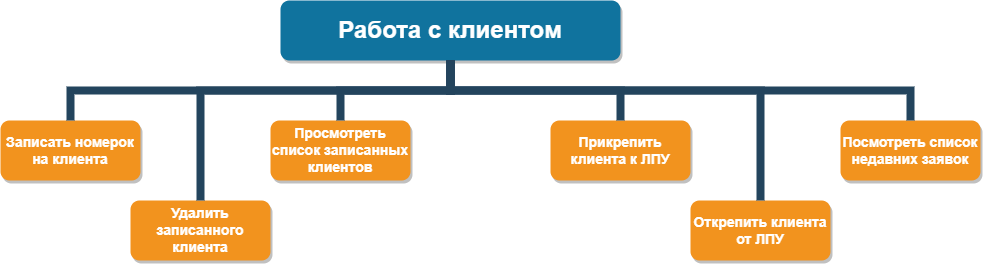 Работа с клиентом
Записать номерок
на клиента
Просмотреть
список записанных
клиентов
Прикрепить
клиента к ЛПУ
Посмотреть список
недавних заявок
Удалить
записанного
клиента
Открепить клиента
от ЛПУ